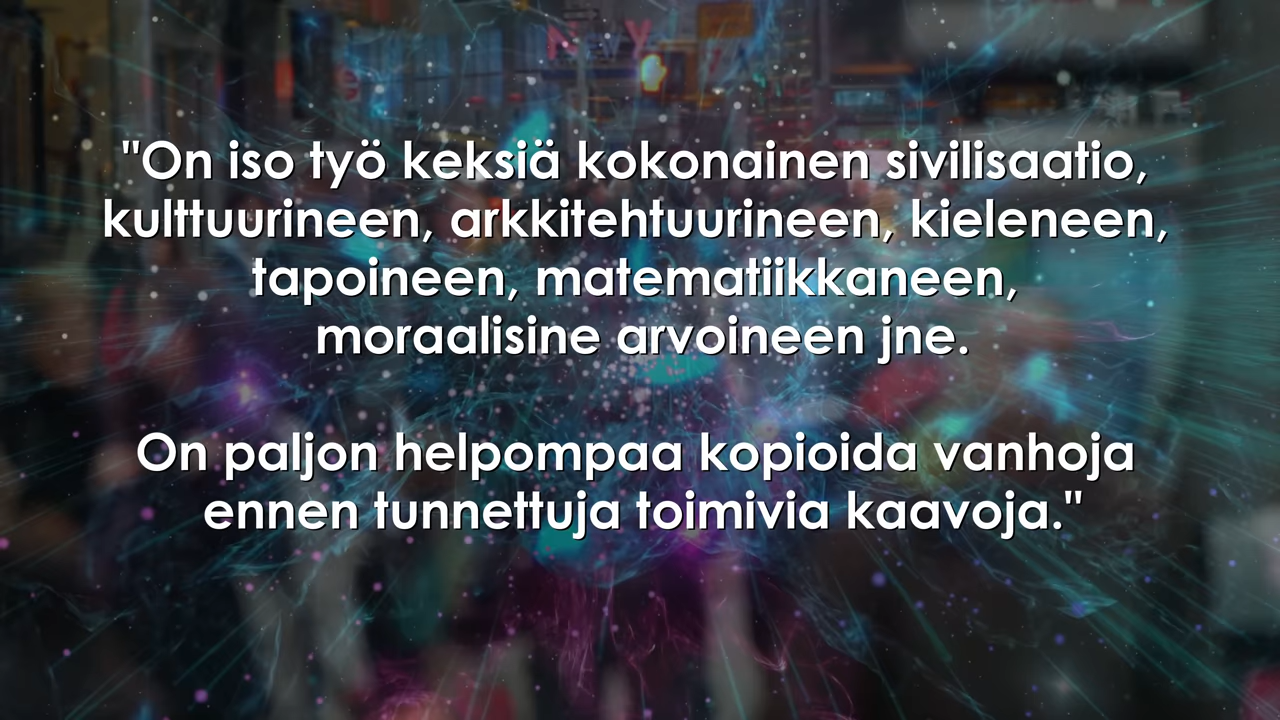 "On iso työ keksiä kokonainen sivilisaatio,
kulttuurineen, arkkitehtuurineen, kieleneen,
tapoineen, matematiikkaneen,
moraalisine arvoineen jne.
On paljon helpompaa kopioida vanhoja
ennen tunnettuja toimivia kaavoja."